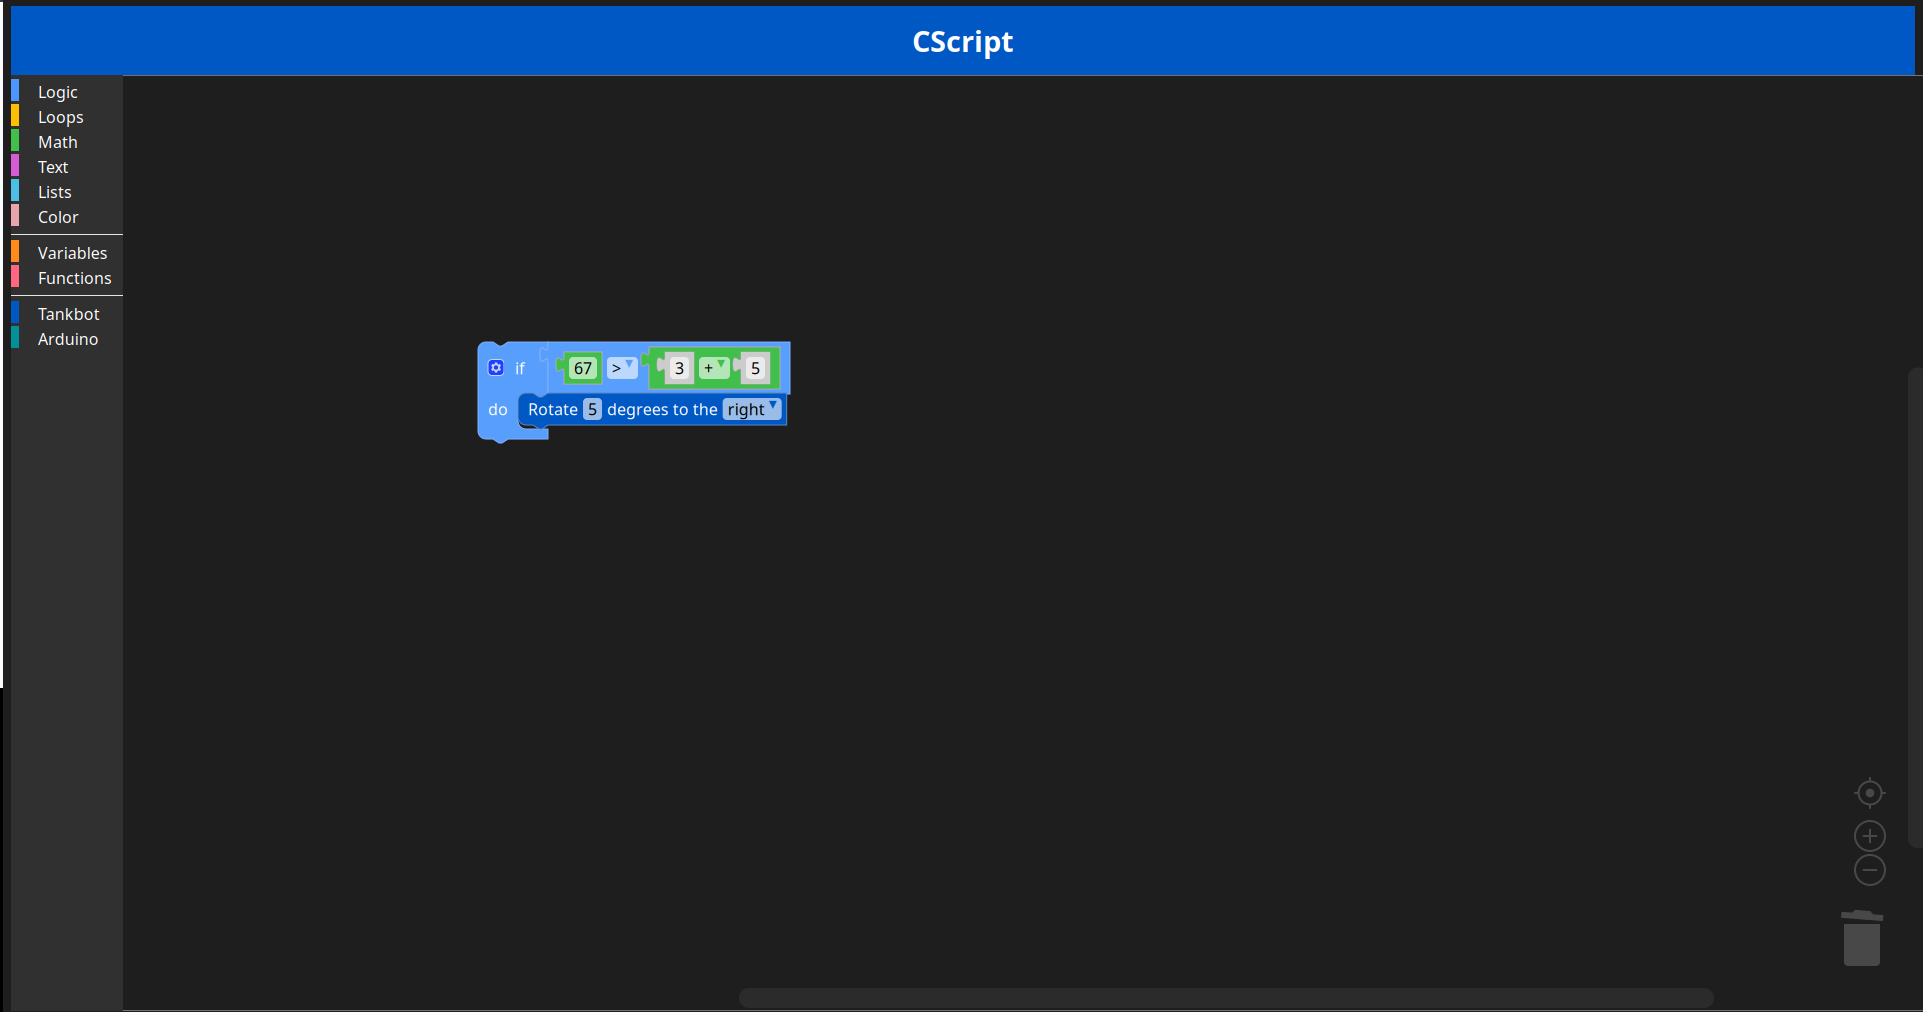 CScript
Logic
Loops
Math
Text
Lists
Color
Variables
Functions
Tankbot
Arduino
if 67 > 3 + 5
do Rotate 5 degrees to the right